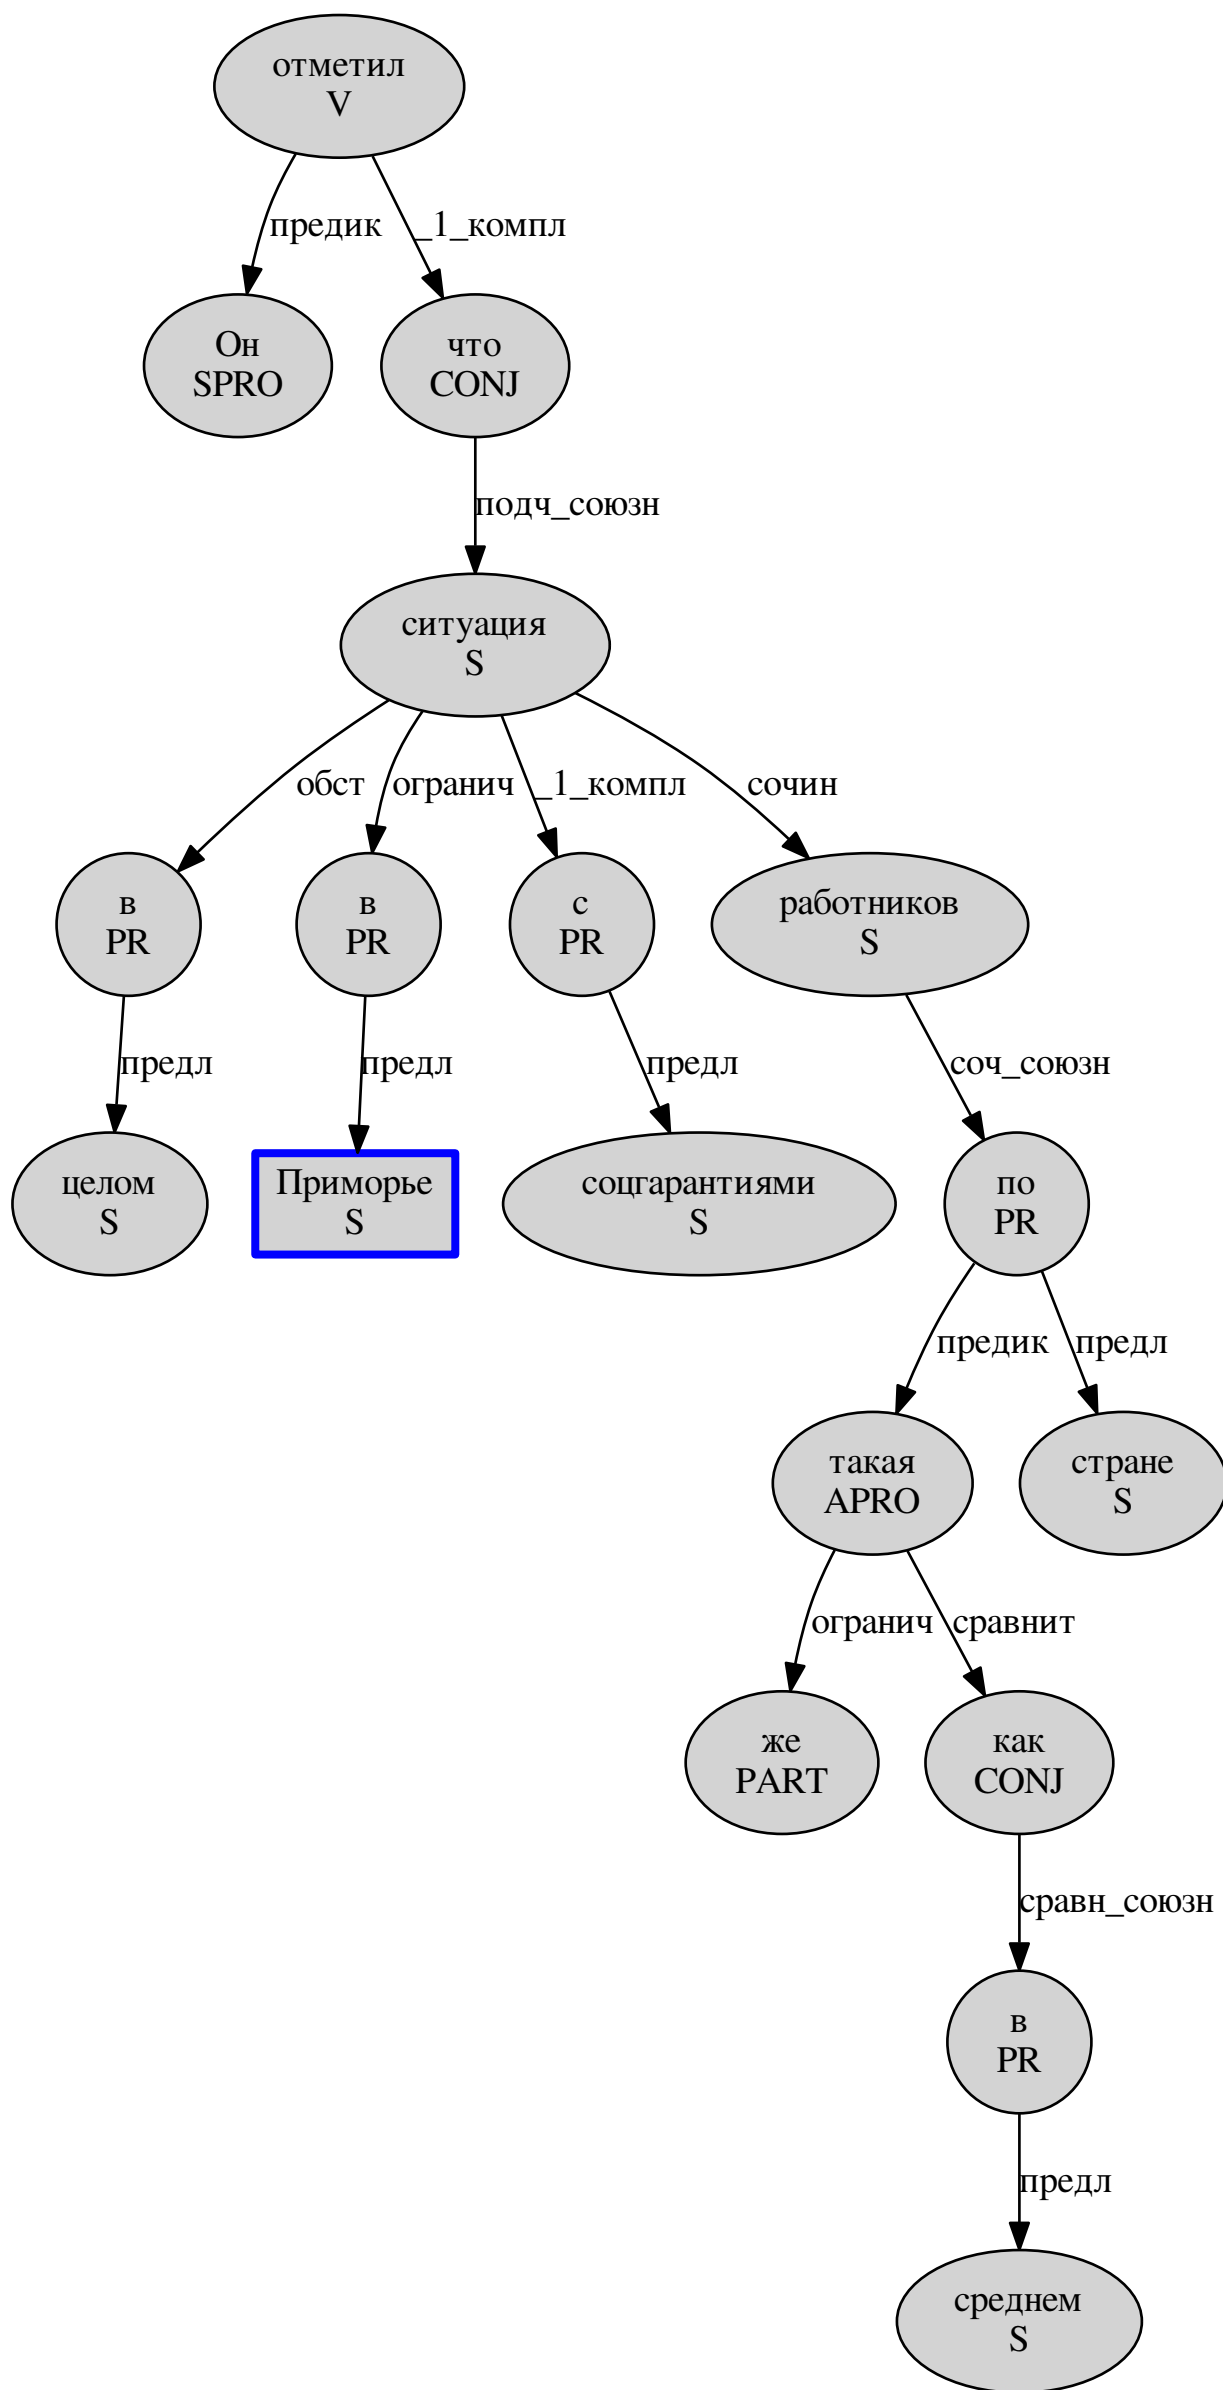 отметил
V
предик
_1_компл
Он
SPRO
что
CONJ
подч_союзн
ситуация
S
обст
огранич
_1_компл
сочин
в
PR
в
PR
с
PR
работников
S
предл
предл
предл
соч_союзн
целом
S
Приморье
S
соцгарантиями
S
по
PR
предик
предл
такая
APRO
стране
S
огранич
сравнит
же
PART
как
CONJ
сравн_союзн
в
PR
предл
среднем
S